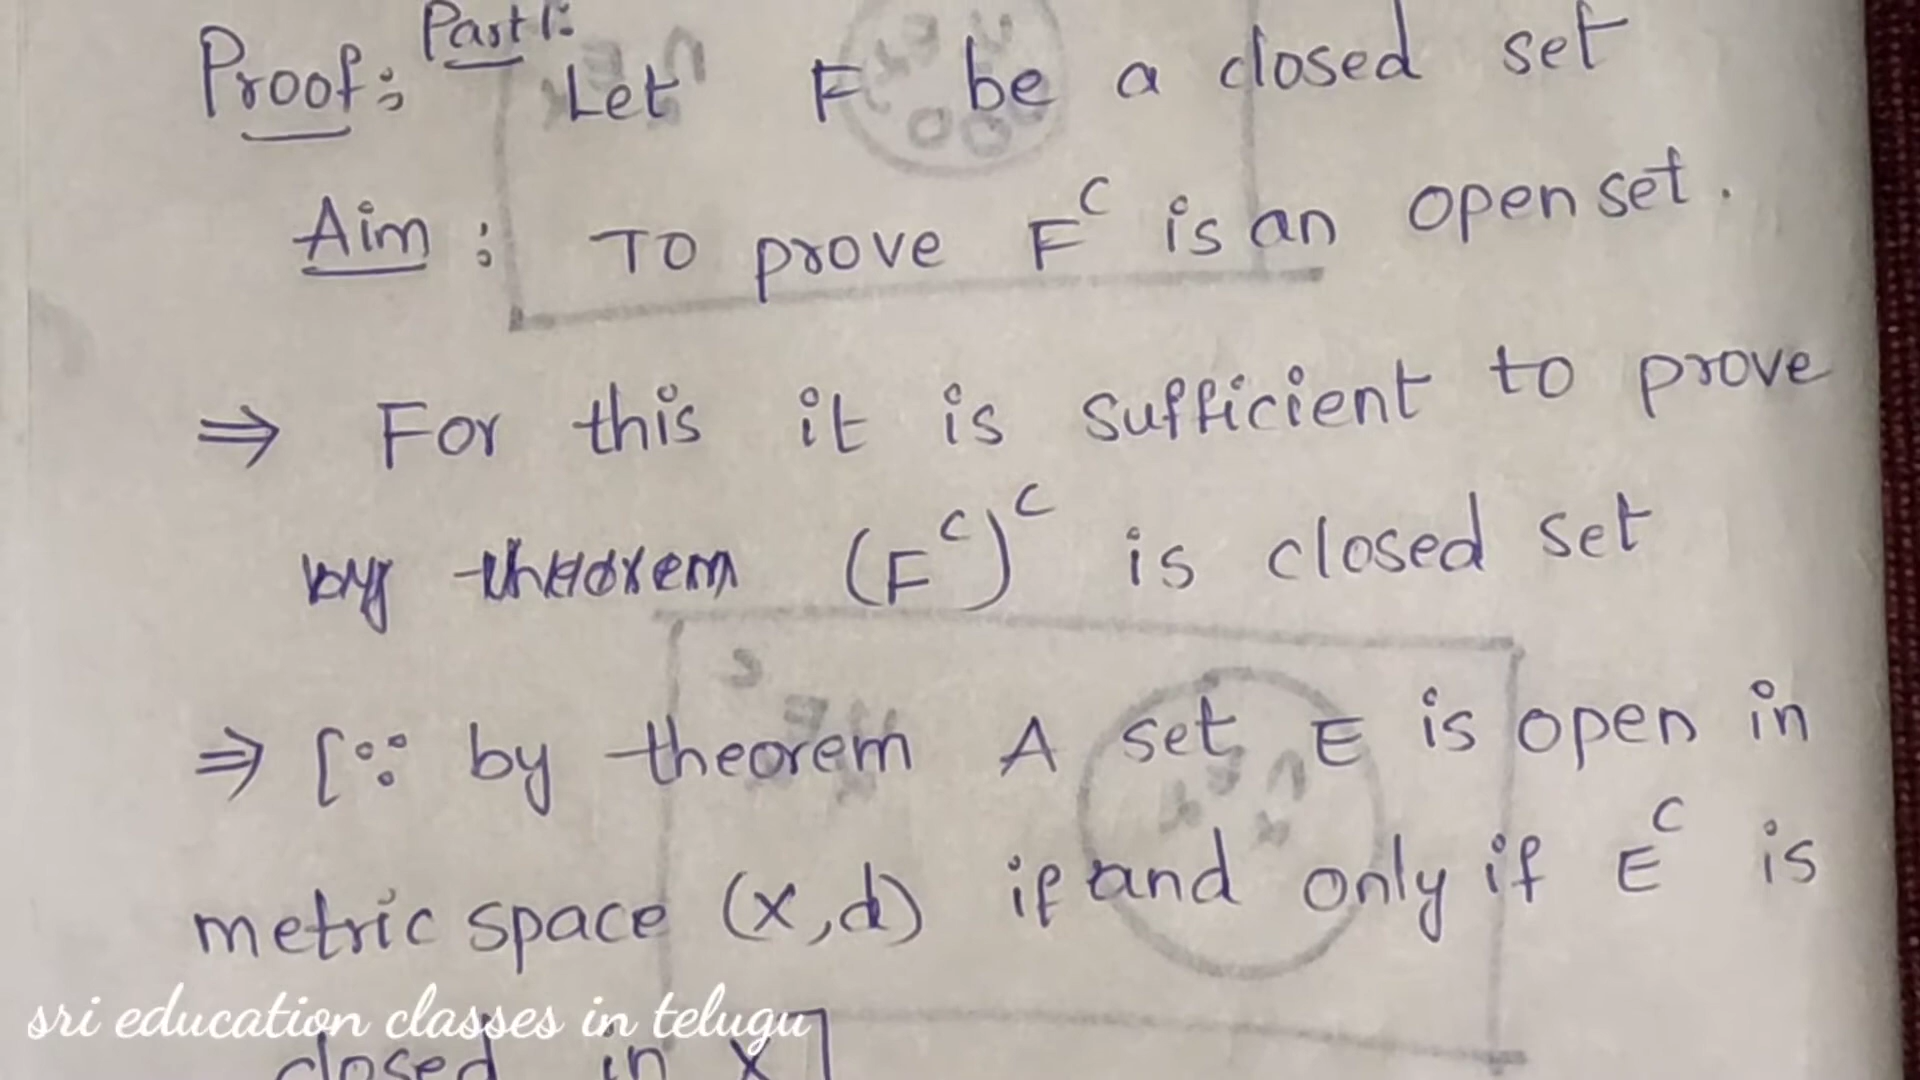 Proof: Part 1: Let F be a closed set
Aim : To prove F^C is an open set.
⇒ For this it is sufficient to prove
by theorem (F^C)^C is closed set
⇒ [∵ by theorem A set E is open in
metric space (X,d) if and only if E^C is
sri education classes in telugu
closed in X]